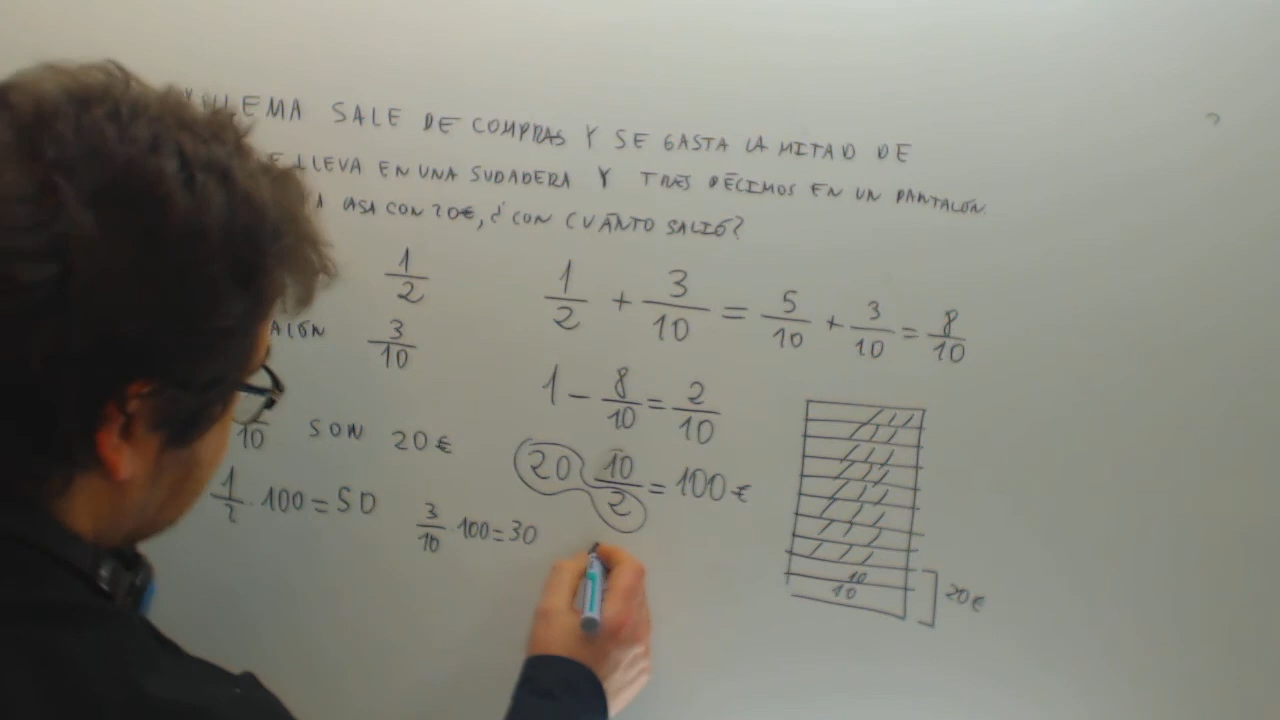 LEMA SALE DE COMPRAS Y SE GASTA LA MITAD DE
LLEVA EN UNA SUDADERA Y TRES DÉCIMOS EN UN PANTALÓN.
A CASA CON 20€, ¿CON CUÁNTO SALIÓ?
1/2
1/2 + 3/10 = 5/10 + 3/10 = 8/10
ALÓN 3/10
1 - 8/10 = 2/10
10 SON 20€
20 10/2 = 100€
1/2 · 100 = 50
3/10 · 100 = 30
10
10
20€